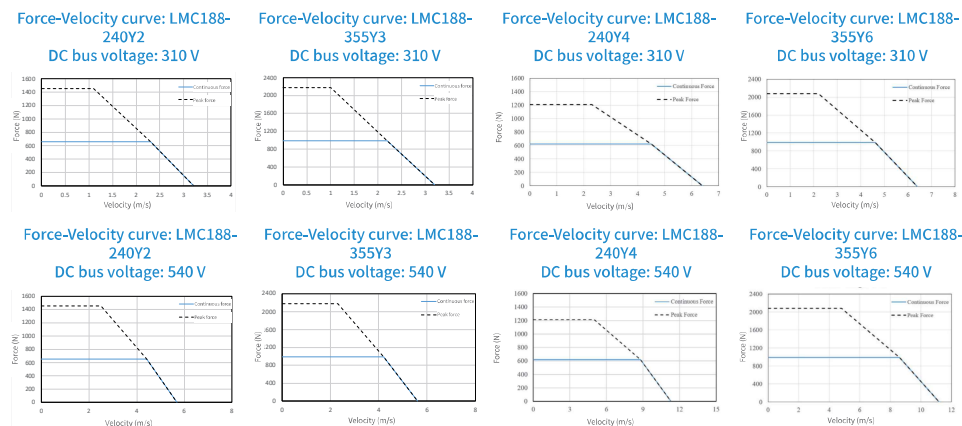 Force-Velocity curve: LMC188-
240Y2
DC bus voltage: 310 V
Force (N)
1600
1400
1200
1000
800
600
400
200
0
Continuous force
Peak force
0 0.5 1 1.5 2 2.5 3 3.5 4
Velocity (m/s)
Force-Velocity curve: LMC188-
355Y3
DC bus voltage: 310 V
Force (N)
2400
2000
1600
1200
800
400
0
Continuous force
Peak force
0 0.5 1 1.5 2 2.5 3 3.5 4
Velocity (m/s)
Force-Velocity curve: LMC188-
240Y4
DC bus voltage: 310 V
Force (N)
1600
1400
1200
1000
800
600
400
200
0
Continuous Force
Peak Force
0 1 2 3 4 5 6 7
Velocity (m/s)
Force-Velocity curve: LMC188-
355Y6
DC bus voltage: 310 V
Force (N)
2400
2000
1600
1200
800
400
0
Continuous Force
Peak Force
0 1 2 3 4 5 6 7 8
Velocity (m/s)
Force-Velocity curve: LMC188-
240Y2
DC bus voltage: 540 V
Force (N)
1600
1400
1200
1000
800
600
400
200
0
Continuous force
Peak force
0 2 4 6 8
Velocity (m/s)
Force-Velocity curve: LMC188-
355Y3
DC bus voltage: 540 V
Force (N)
2400
2000
1600
1200
800
400
0
Continuous force
Peak force
0 2 4 6 8
Velocity (m/s)
Force-Velocity curve: LMC188-
240Y4
DC bus voltage: 540 V
Force (N)
1600
1400
1200
1000
800
600
400
200
0
Continuous Force
Peak Force
0 3 6 9 12 15
Velocity (m/s)
Force-Velocity curve: LMC188-
355Y6
DC bus voltage: 540 V
Force (N)
2400
2000
1600
1200
800
400
0
Continuous Force
Peak Force
0 2 4 6 8 10 12
Velocity (m/s)